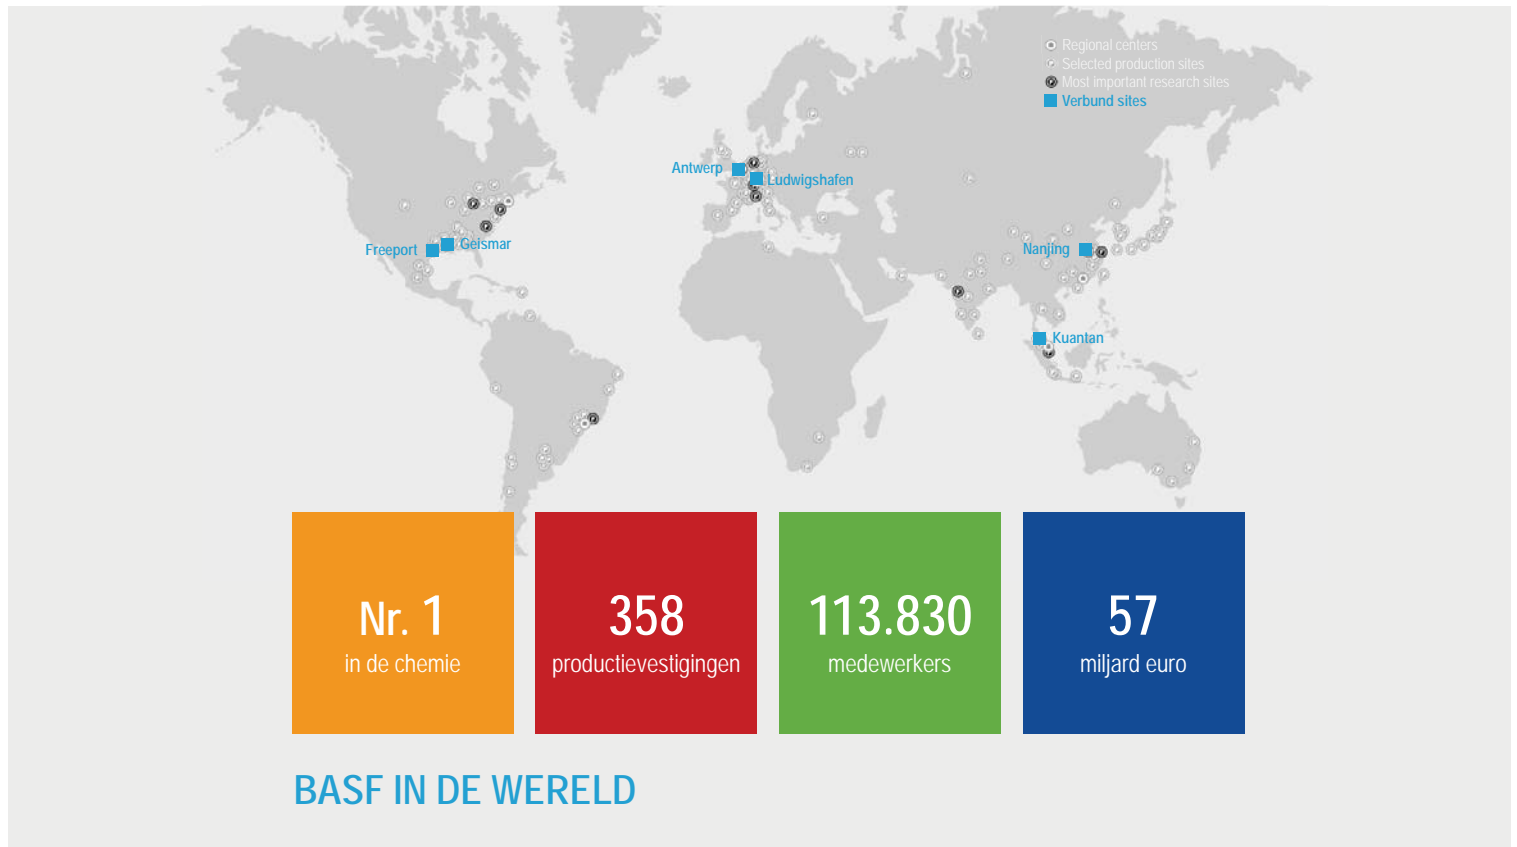 Regional centers
Selected production sites
Most important research sites
Verbund sites
Antwerp
Ludwigshafen
Freeport
Geismar
Nanjing
Kuantan
Nr. 1
in de chemie
358
productievestigingen
113.830
medewerkers
57
miljard euro
BASF IN DE WERELD